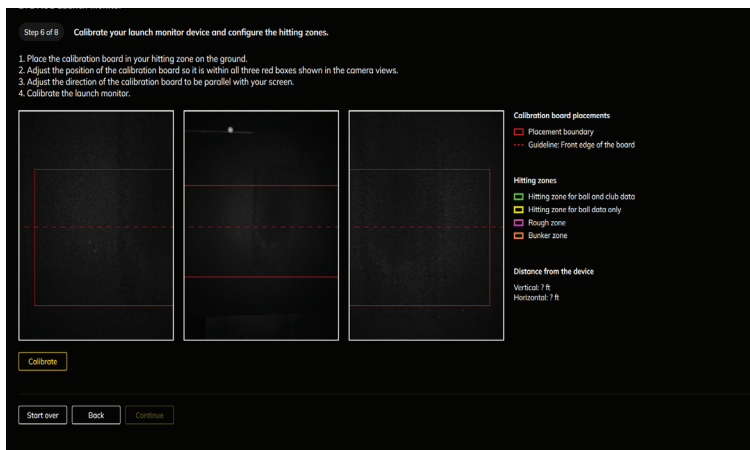 Step 6 of 8 Calibrate your launch monitor device and configure the hitting zones.
1. Place the calibration board in your hitting zone on the ground.
2. Adjust the position of the calibration board so it is within all three red boxes shown in the camera views.
3. Adjust the direction of the calibration board to be parallel with your screen.
4. Calibrate the launch monitor.
Calibration board placements
Placement boundary
Guideline: Front edge of the board
Hitting zones
Hitting zone for ball and club data
Hitting zone for ball data only
Rough zone
Bunker zone
Distance from the device
Vertical: ? ft
Horizontal: ? ft
Calibrate
Start over Back Continue